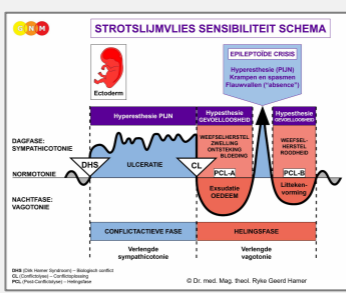 GNM
STROTSLIJMVLIES SENSIBILITEIT SCHEMA
Ectoderm
EPILEPTOÏDE CRISIS
Hyperesthesie (PIJN)
Krampen en spasmen
Flauwvallen ("absence")
Hyperesthesie PIJN
Hypesthesie
GEVOELLOOSHEID
Hypesthesie
GEVOELLOOSHEID
DAGFASE:
SYMPATHICOTONIE
WEEFSELHERSTEL
ZWELLING
ONTSTEKING
BLOEDING
WEEFSEL-
HERSTEL
ROODHEID
ULCERATIE
DHS
CL
PCL-A
PCL-B
NORMOTONIE
Exsudatie
OEDEEM
Litteken-
vorming
NACHTFASE:
VAGOTONIE
CONFLICTACTIEVE FASE
HELINGSFASE
Verlengde
sympathicotonie
Verlengde
vagotonie
DHS (Dirk Hamer Syndroom) – Biologisch conflict
CL (Conflictolyse) – Conflictoplossing
PCL (Post-Conflictolyse) – Helingsfase
© Dr. med. Mag. theol. Ryke Geerd Hamer